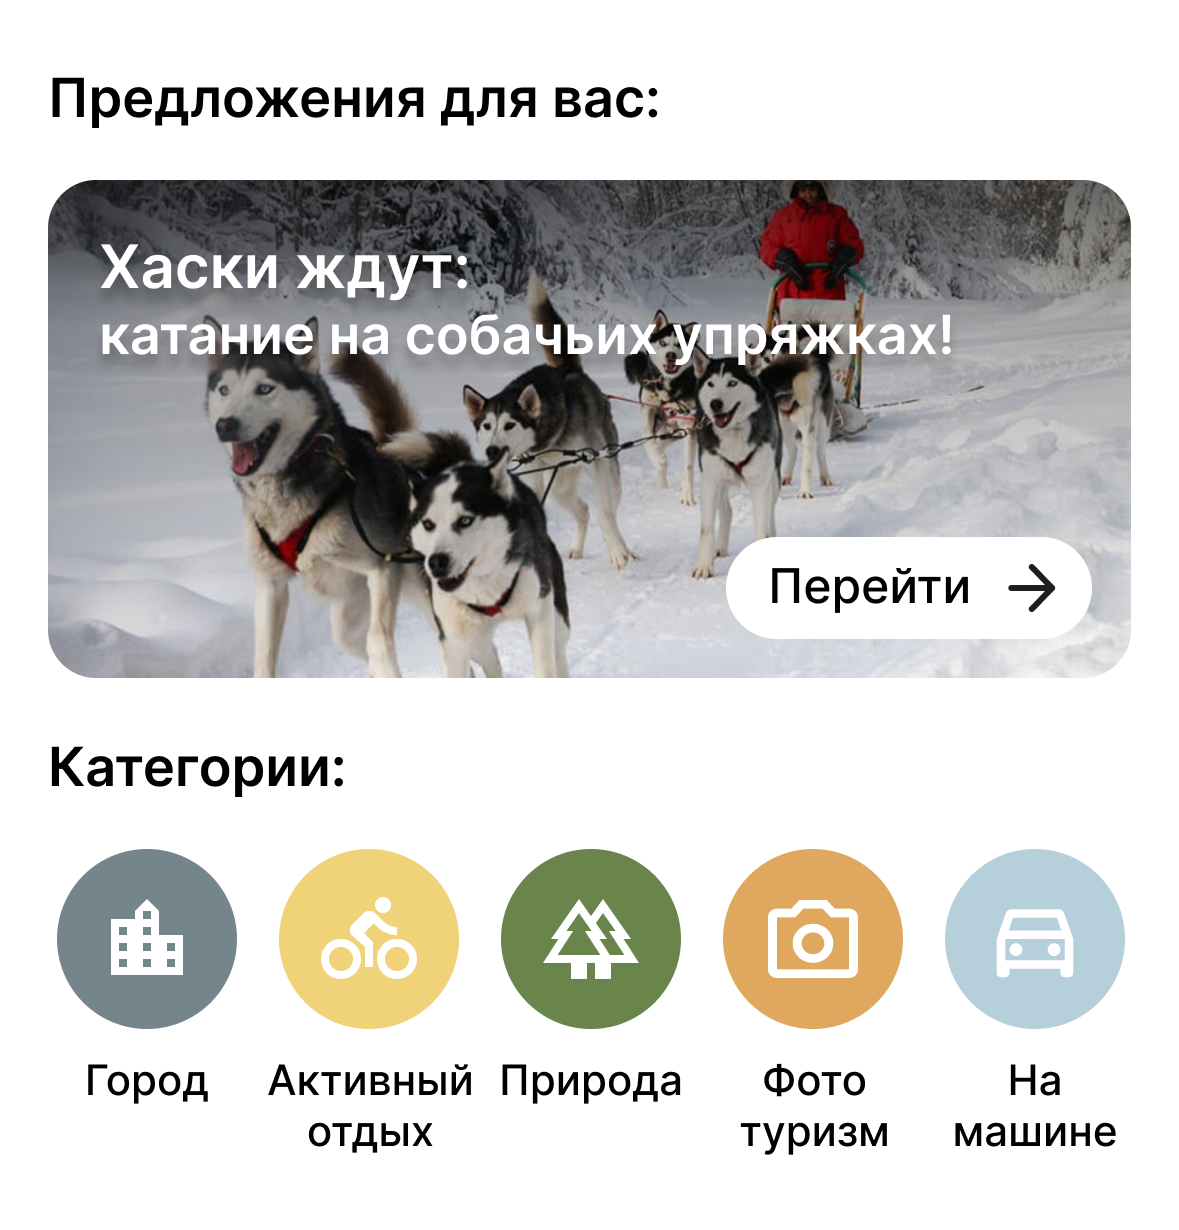 Предложения для вас:
Хаски ждут:
катание на собачьих упряжках!
Перейти
Категории:
Город
Активный
отдых
Природа
Фото
туризм
На
машине